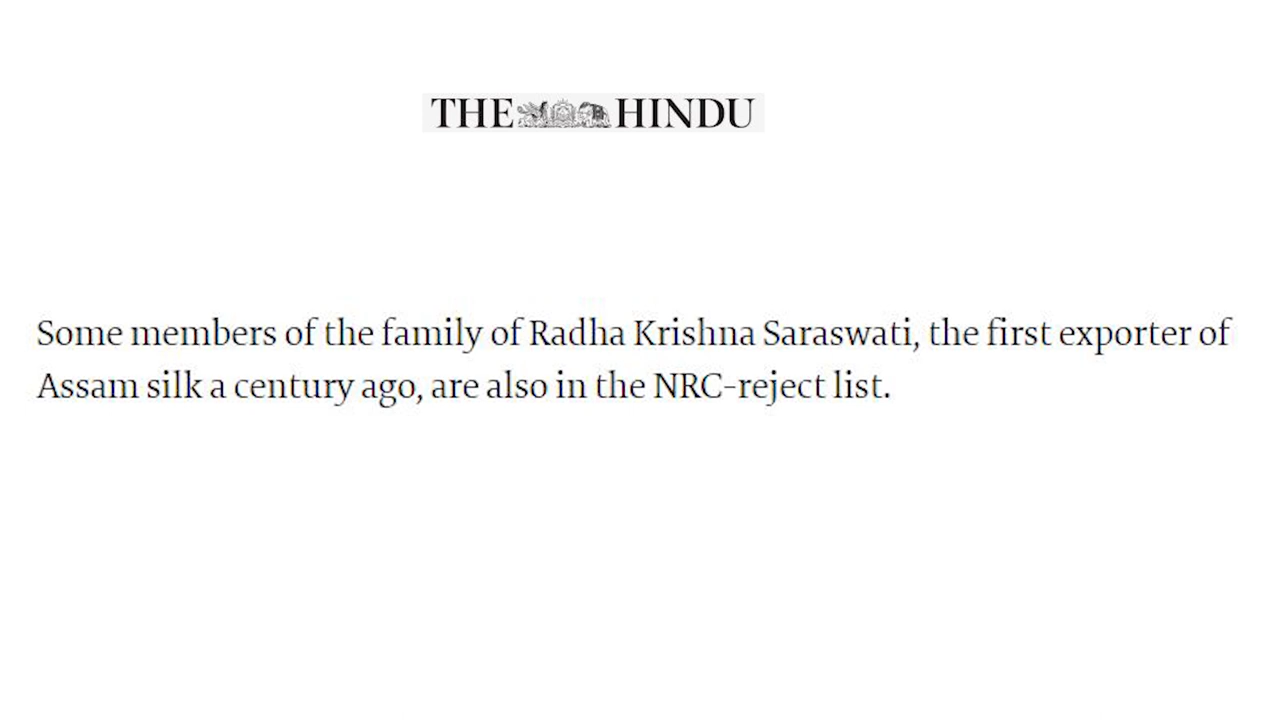 THE HINDU
Some members of the family of Radha Krishna Saraswati, the first exporter of
Assam silk a century ago, are also in the NRC-reject list.